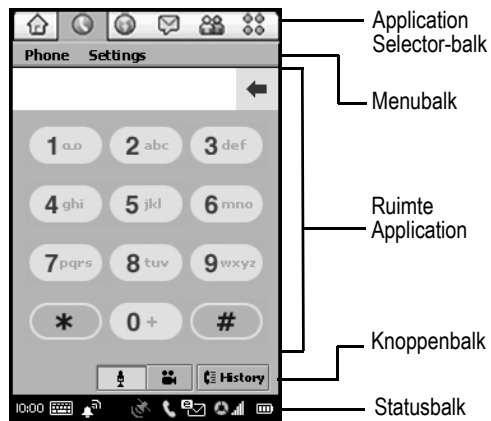 Application
Selector-balk
Phone Settings
Menubalk
1
2 abc 3 def
4 ghi 5 jkl 6 mno
Ruimte
Application
7 pqrs 8 tuv 9 wxyz
* 0 + #
Knoppenbalk
History
10:00
Statusbalk